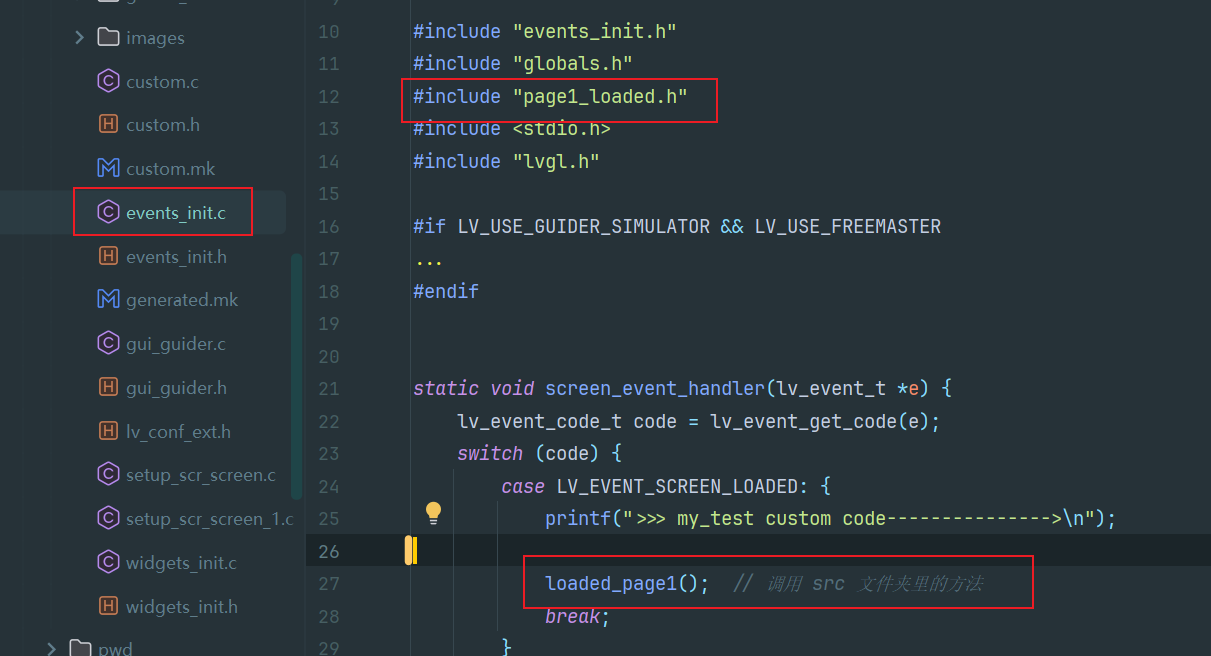 images
custom.c
custom.h
custom.mk
events_init.c
events_init.h
generated.mk
gui_guider.c
gui_guider.h
lv_conf_ext.h
setup_scr_screen.c
setup_scr_screen_1.c
widgets_init.c
widgets_init.h
pwd
10 #include "events_init.h"
11 #include "globals.h"
12 #include "page1_loaded.h"
13 #include <stdio.h>
14 #include "lvgl.h"
15
16 #if LV_USE_GUIDER_SIMULATOR && LV_USE_FREEMASTER
17 ...
18 #endif
19
20
21 static void screen_event_handler(lv_event_t *e) {
22 lv_event_code_t code = lv_event_get_code(e);
23 switch (code) {
24 case LV_EVENT_SCREEN_LOADED: {
25 printf(">>> my_test custom code--------------->\n");
26
27 loaded_page1(); // 调用 src 文件夹里的方法
28 break;
29 }